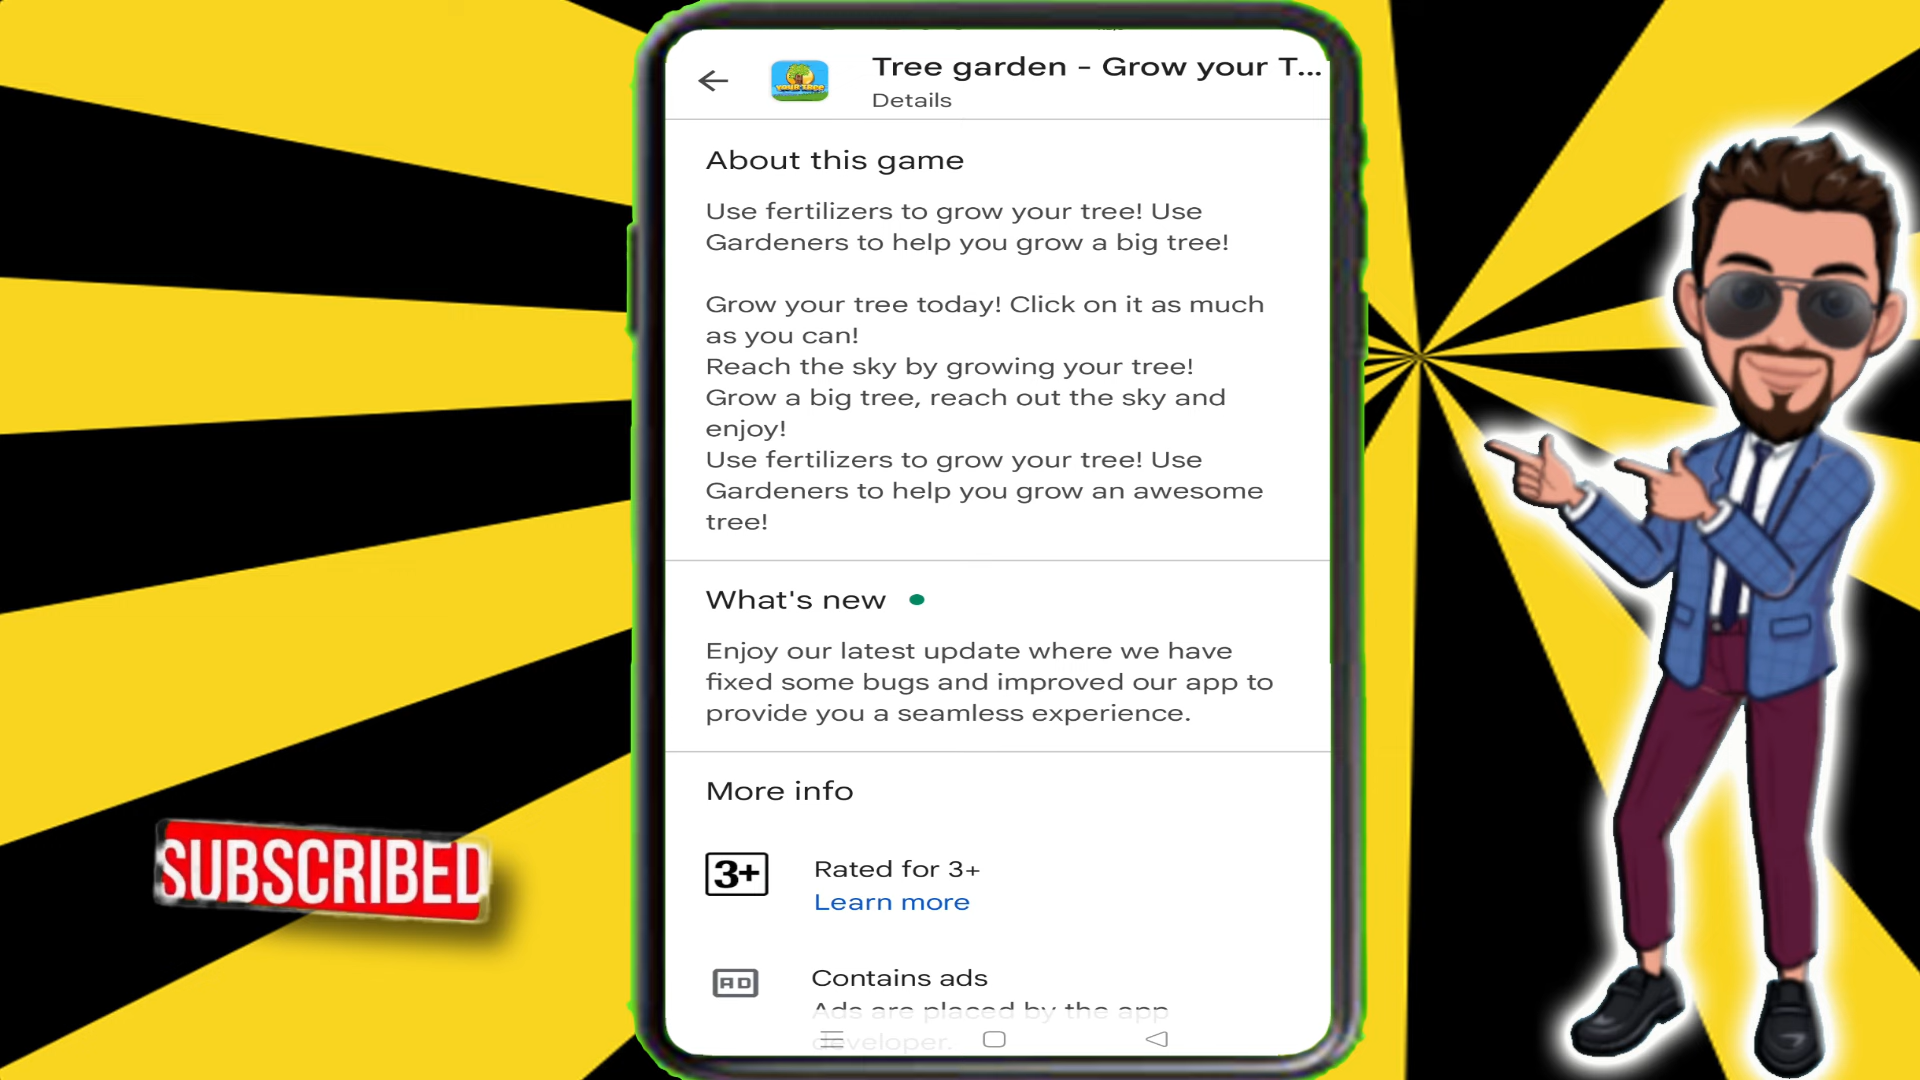 Tree garden - Grow your T...
Details
YOUR TREE
About this game
Use fertilizers to grow your tree! Use
Gardeners to help you grow a big tree!
Grow your tree today! Click on it as much
as you can!
Reach the sky by growing your tree!
Grow a big tree, reach out the sky and
enjoy!
Use fertilizers to grow your tree! Use
Gardeners to help you grow an awesome
tree!
What's new
Enjoy our latest update where we have
fixed some bugs and improved our app to
provide you a seamless experience.
More info
3+
Rated for 3+
Learn more
SUBSCRIBED
AD
Contains ads
Ads are placed by the app
developer.